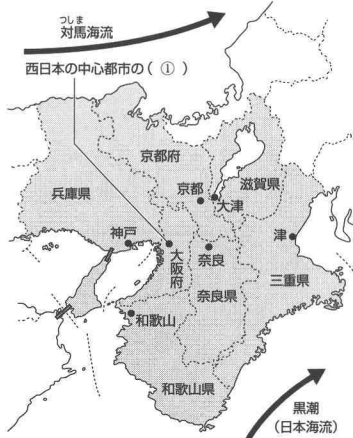 つしま
対馬海流
西日本の中心都市の( ① )
京都府
兵庫県
滋賀県
京都
大津
神戸
津
大阪府
奈良
三重県
奈良県
和歌山
和歌山県
黒潮
(日本海流)